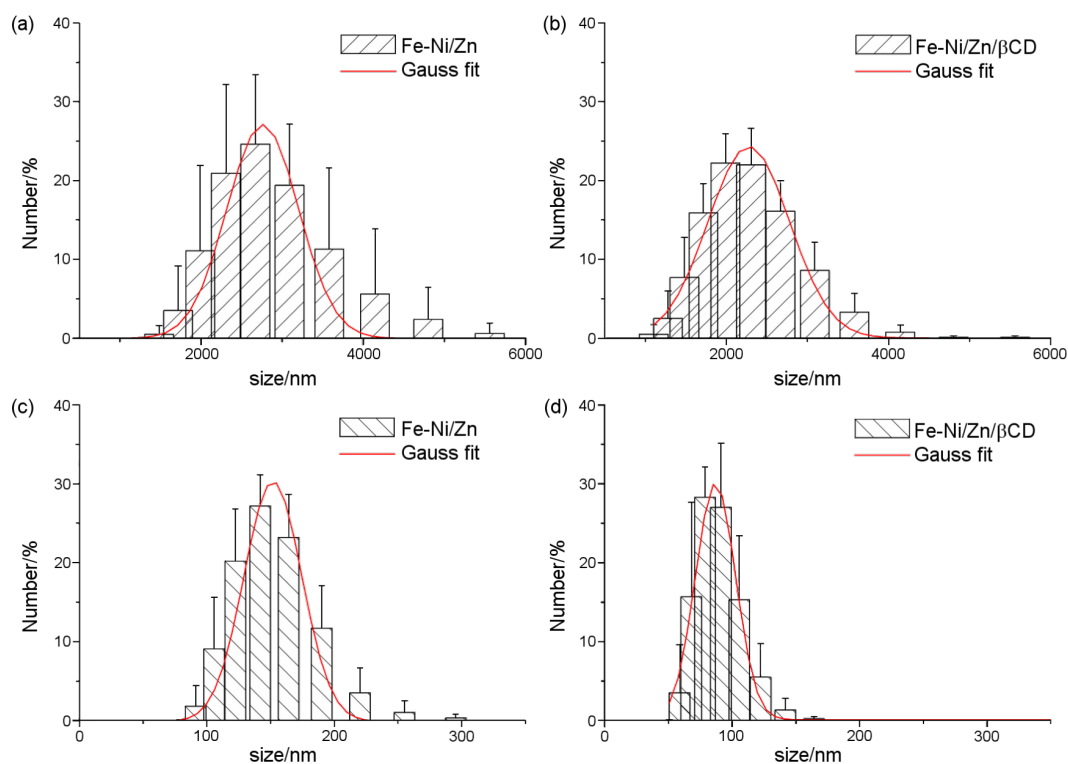 (a)
40
30
20
10
0
Number/%
Fe-Ni/Zn
Gauss fit
2000
4000
6000
size/nm
(b)
40
30
20
10
0
Number/%
Fe-Ni/Zn/βCD
Gauss fit
0
2000
4000
6000
size/nm
(c)
40
30
20
10
0
Number/%
Fe-Ni/Zn
Gauss fit
0
100
200
300
size/nm
(d)
40
30
20
10
0
Number/%
Fe-Ni/Zn/βCD
Gauss fit
0
100
200
300
size/nm